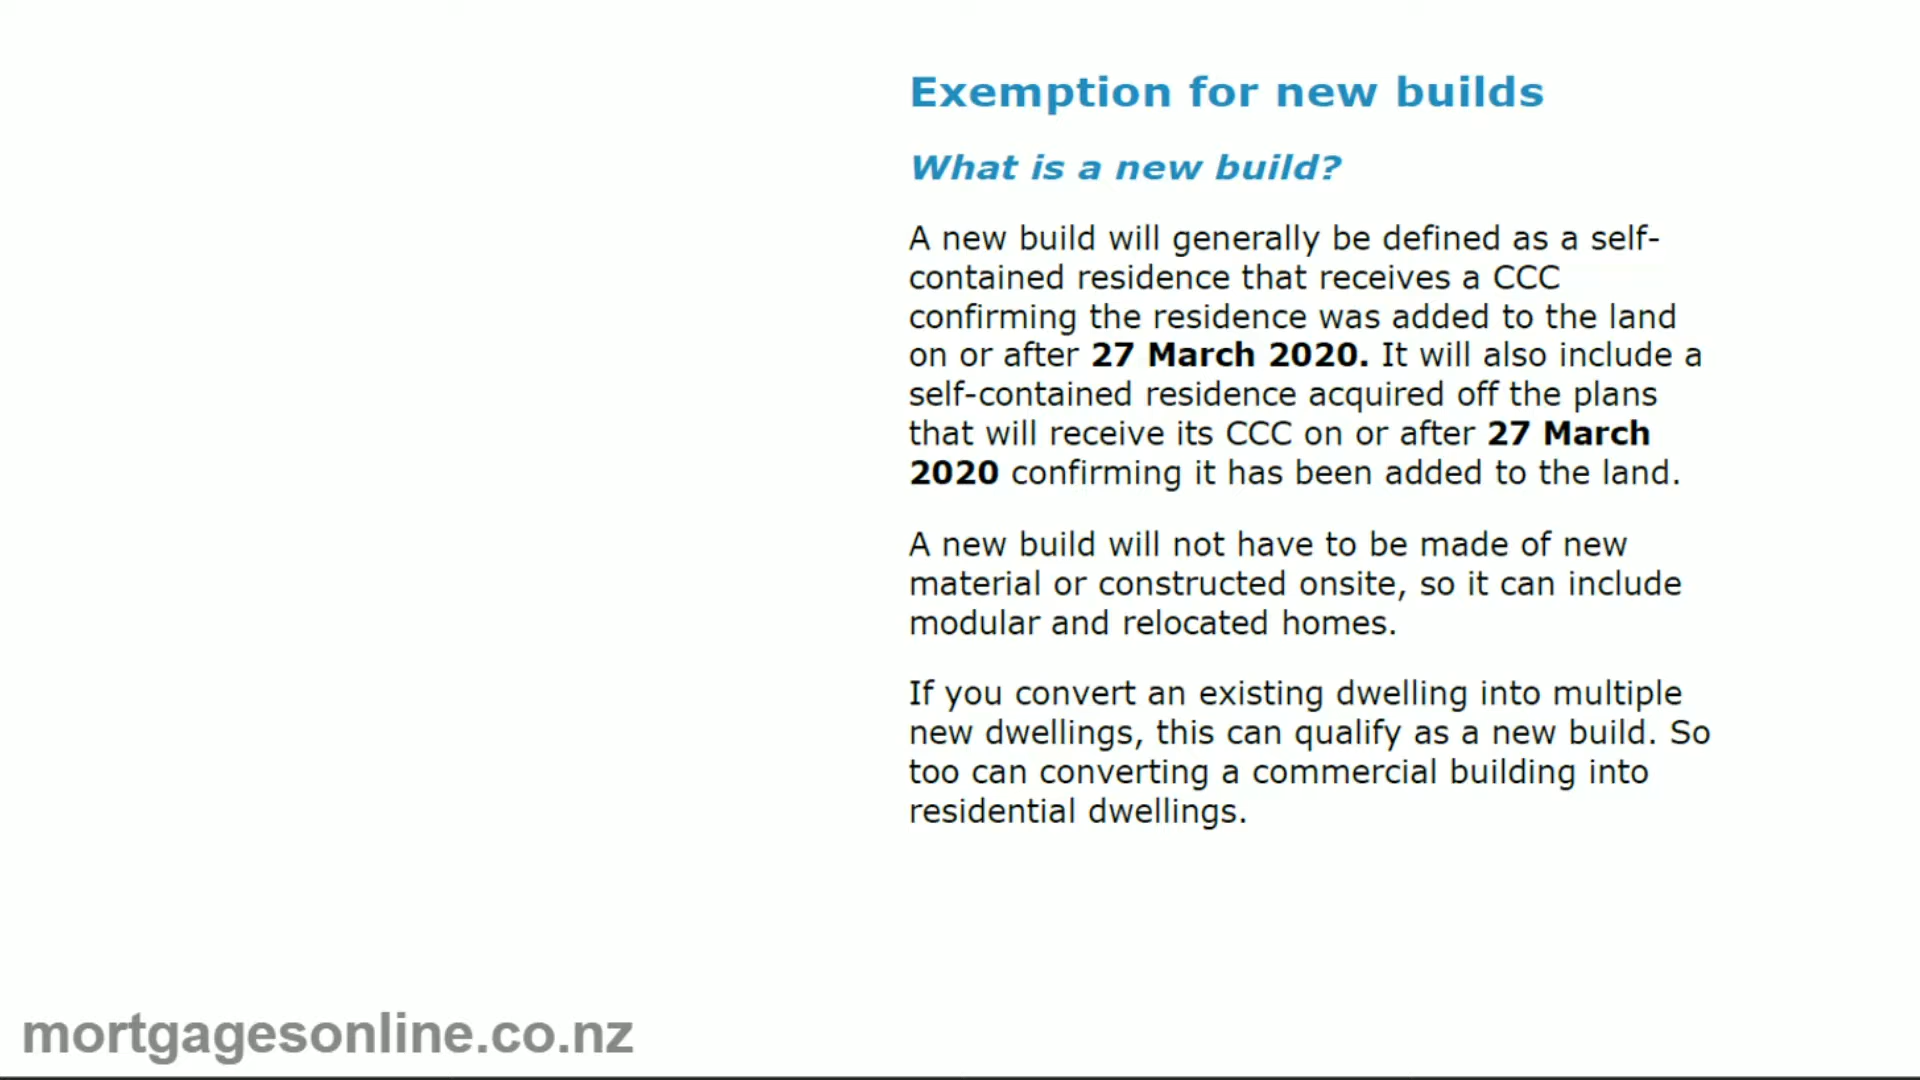 Exemption for new builds
What is a new build?
A new build will generally be defined as a self-
contained residence that receives a CCC
confirming the residence was added to the land
on or after 27 March 2020. It will also include a
self-contained residence acquired off the plans
that will receive its CCC on or after 27 March
2020 confirming it has been added to the land.
A new build will not have to be made of new
material or constructed onsite, so it can include
modular and relocated homes.
If you convert an existing dwelling into multiple
new dwellings, this can qualify as a new build. So
too can converting a commercial building into
residential dwellings.
mortgagesonline.co.nz